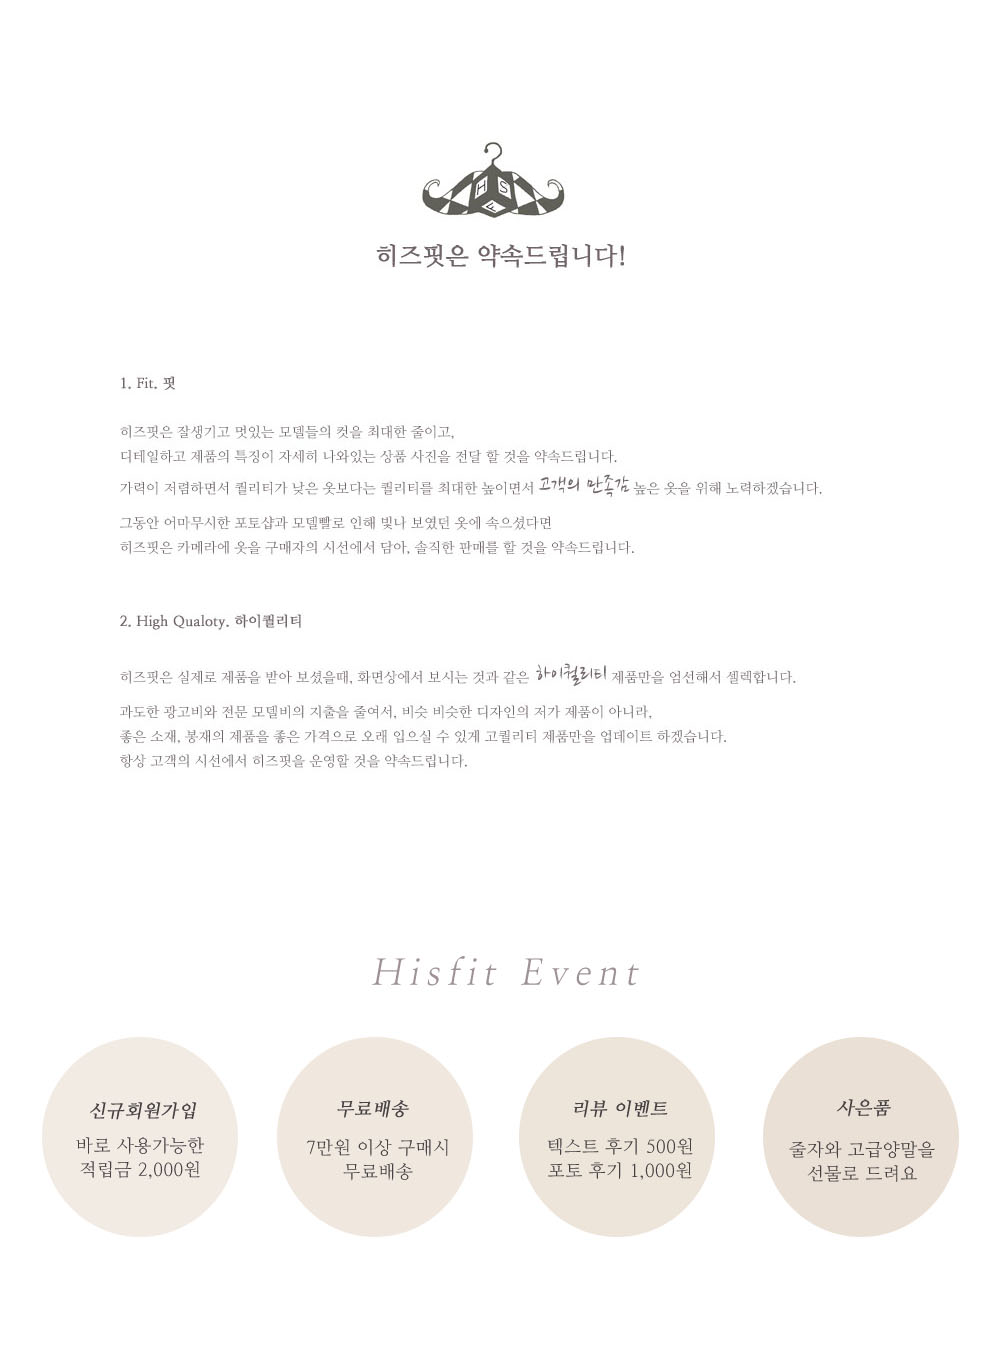 H S F
히즈핏은 약속드립니다!
1. Fit. 핏
히즈핏은 잘생기고 멋있는 모델들의 컷을 최대한 줄이고,
디테일하고 제품의 특징이 자세히 나와있는 상품 사진을 전달 할 것을 약속드립니다.
가력이 저렴하면서 퀄리티가 낮은 옷보다는 퀄리티를 최대한 높이면서 고객의 만족감 높은 옷을 위해 노력하겠습니다.
그동안 어마무시한 포토샵과 모델빨로 인해 빛나 보였던 옷에 속으셨다면
히즈핏은 카메라에 옷을 구매자의 시선에서 담아, 솔직한 판매를 할 것을 약속드립니다.
2. High Qualoty. 하이퀄리티
히즈핏은 실제로 제품을 받아 보셨을때, 화면상에서 보시는 것과 같은 하이퀄리티 제품만을 엄선해서 셀렉합니다.
과도한 광고비와 전문 모델비의 지출을 줄여서, 비슷 비슷한 디자인의 저가 제품이 아니라,
좋은 소재, 봉재의 제품을 좋은 가격으로 오래 입으실 수 있게 고퀄리티 제품만을 업데이트 하겠습니다.
항상 고객의 시선에서 히즈핏을 운영할 것을 약속드립니다.
Hisfit Event
신규회원가입
바로 사용가능한
적립금 2,000원
무료배송
7만원 이상 구매시
무료배송
리뷰 이벤트
텍스트 후기 500원
포토 후기 1,000원
사은품
줄자와 고급양말을
선물로 드려요